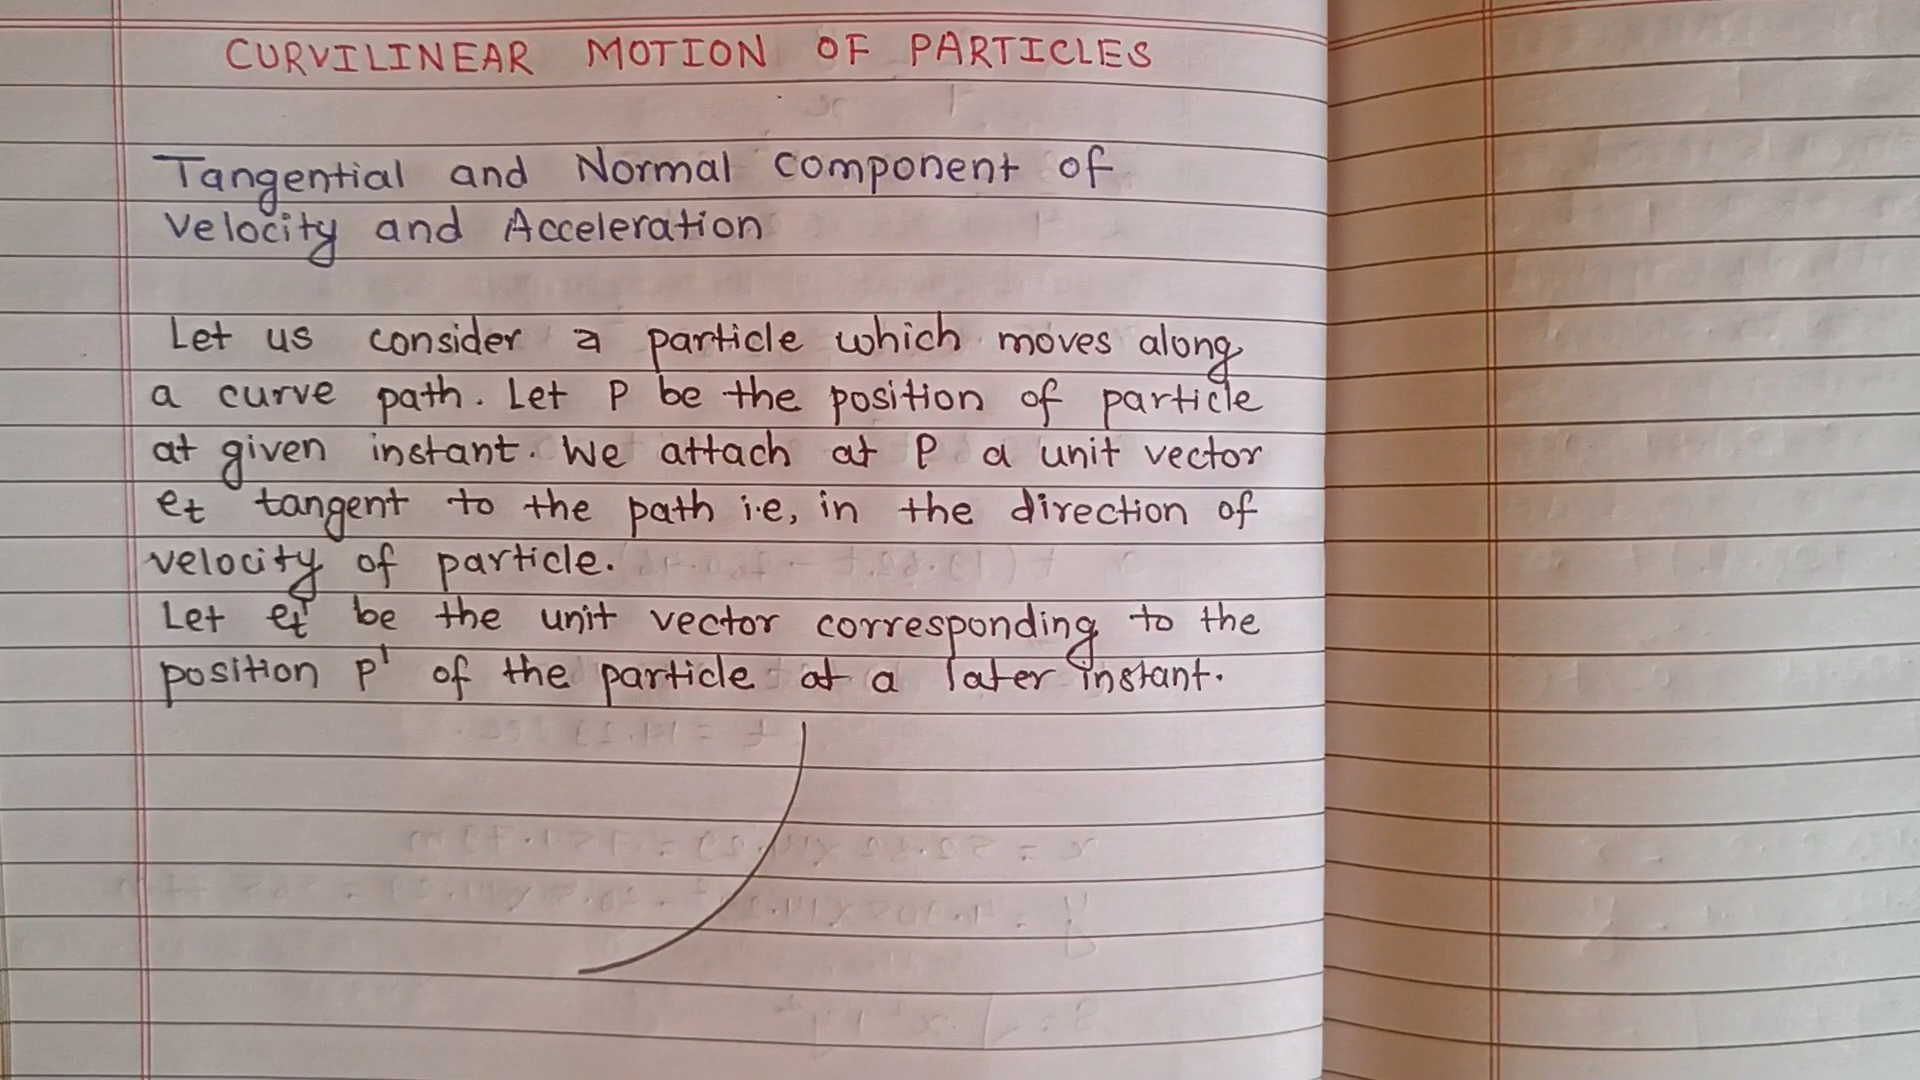 CURVILINEAR MOTION OF PARTICLES
Tangential and Normal component of
velocity and Acceleration
Let us consider a particle which moves along
a curve path. Let P be the position of particle
at given instant. We attach at P a unit vector
et tangent to the path i.e, in the direction of
velocity of particle.
Let et' be the unit vector corresponding to the
position P' of the particle at a later instant.